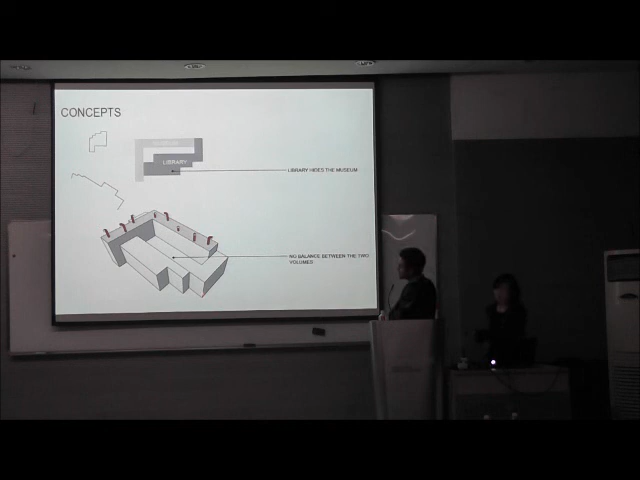 CONCEPTS
LIBRARY
LIBRARY HIDES THE MUSEUM
NO BALANCE BETWEEN THE TWO
VOLUMES